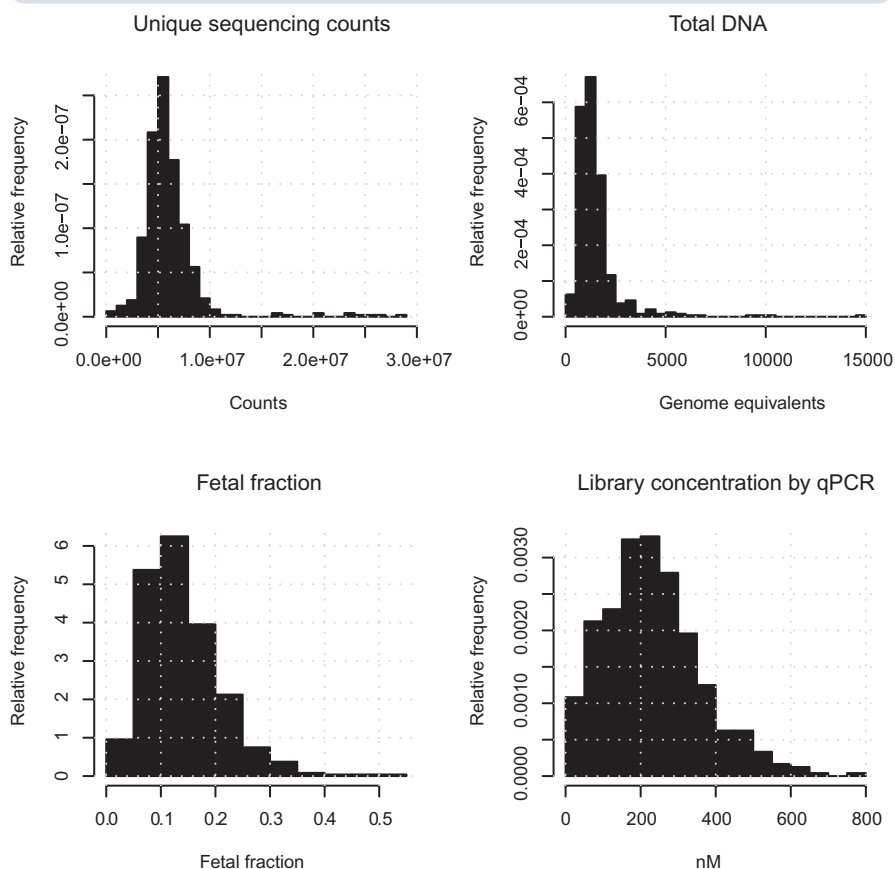 Unique sequencing counts
Relative frequency
0.0e+00 1.0e−07 2.0e−07
0.0e+00 1.0e+07 2.0e+07 3.0e+07
Counts
Total DNA
Relative frequency
0e+00 2e−04 4e−04 6e−04
0 5000 10000 15000
Genome equivalents
Fetal fraction
Relative frequency
0 1 2 3 4 5 6
0.0 0.1 0.2 0.3 0.4 0.5
Fetal fraction
Library concentration by qPCR
Relative frequency
0.0000 0.0010 0.0020 0.0030
0 200 400 600 800
nM